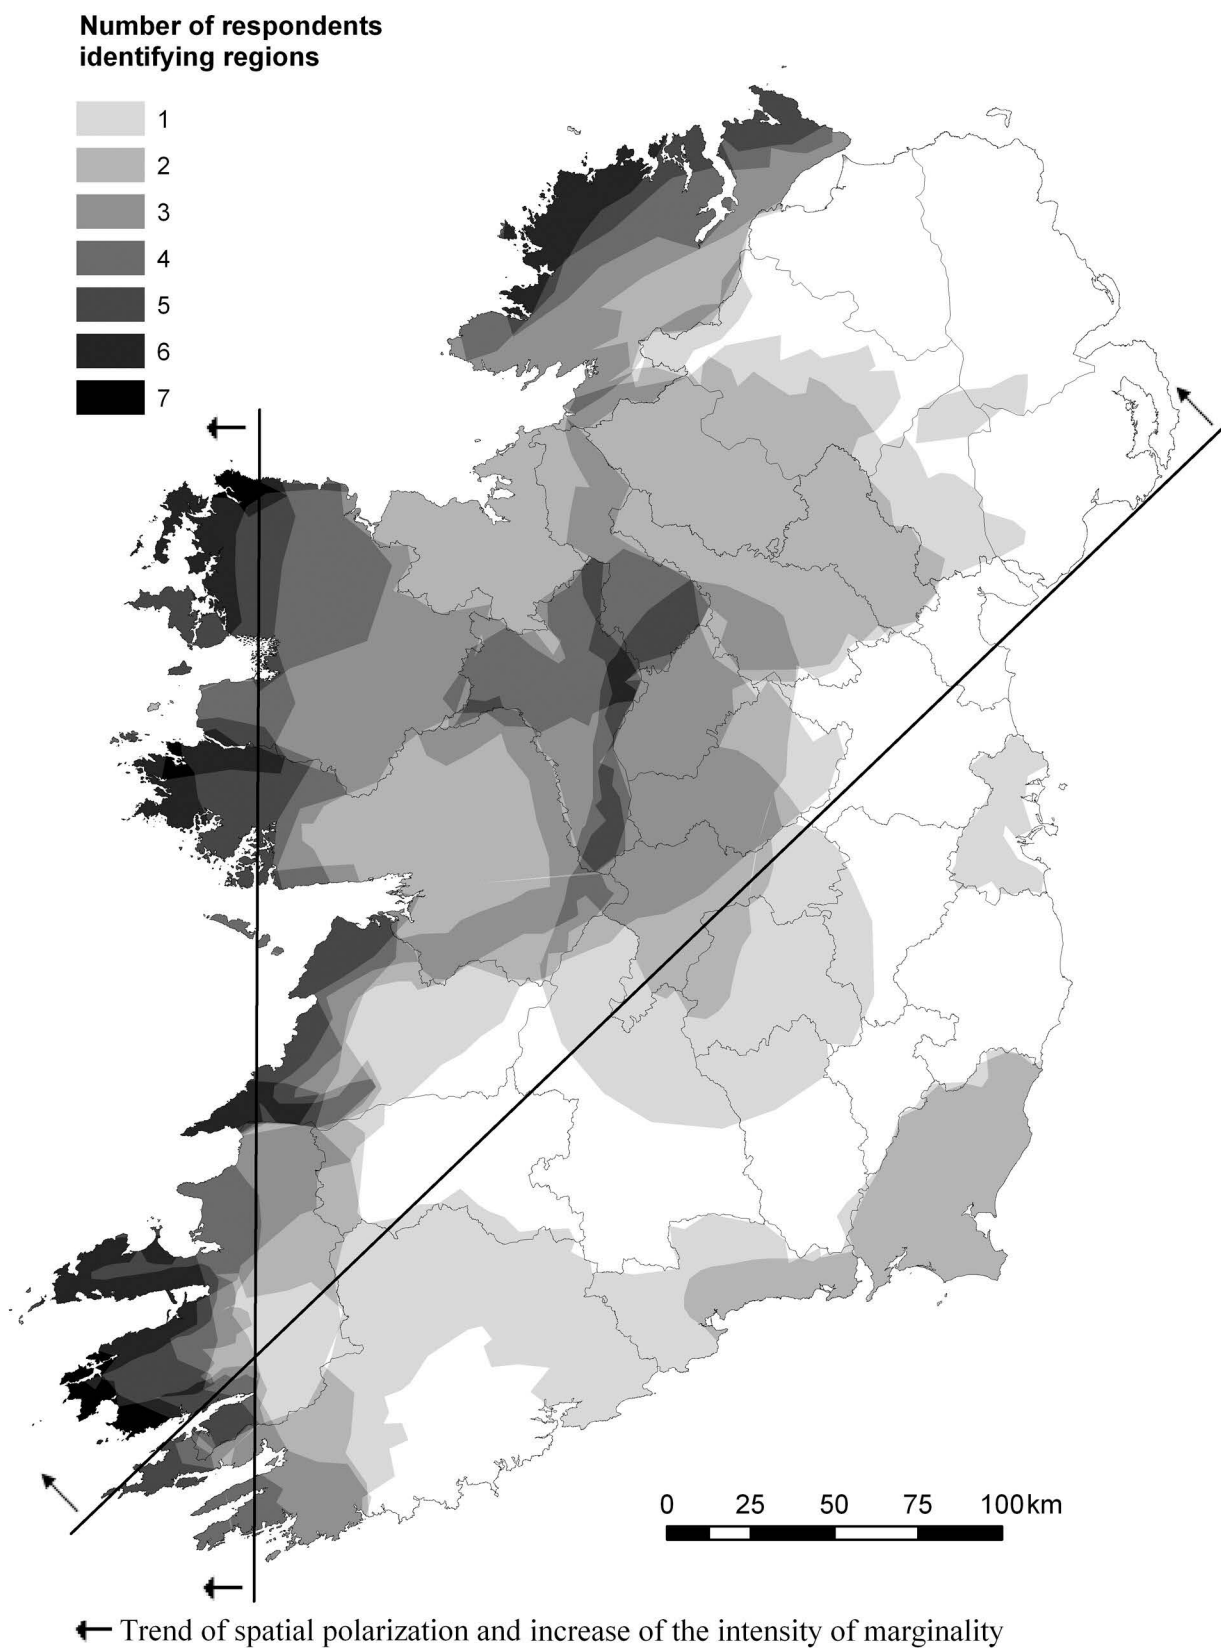 Number of respondents
identifying regions
1
2
3
4
5
6
7
0 25 50 75 100 km
Trend of spatial polarization and increase of the intensity of marginality